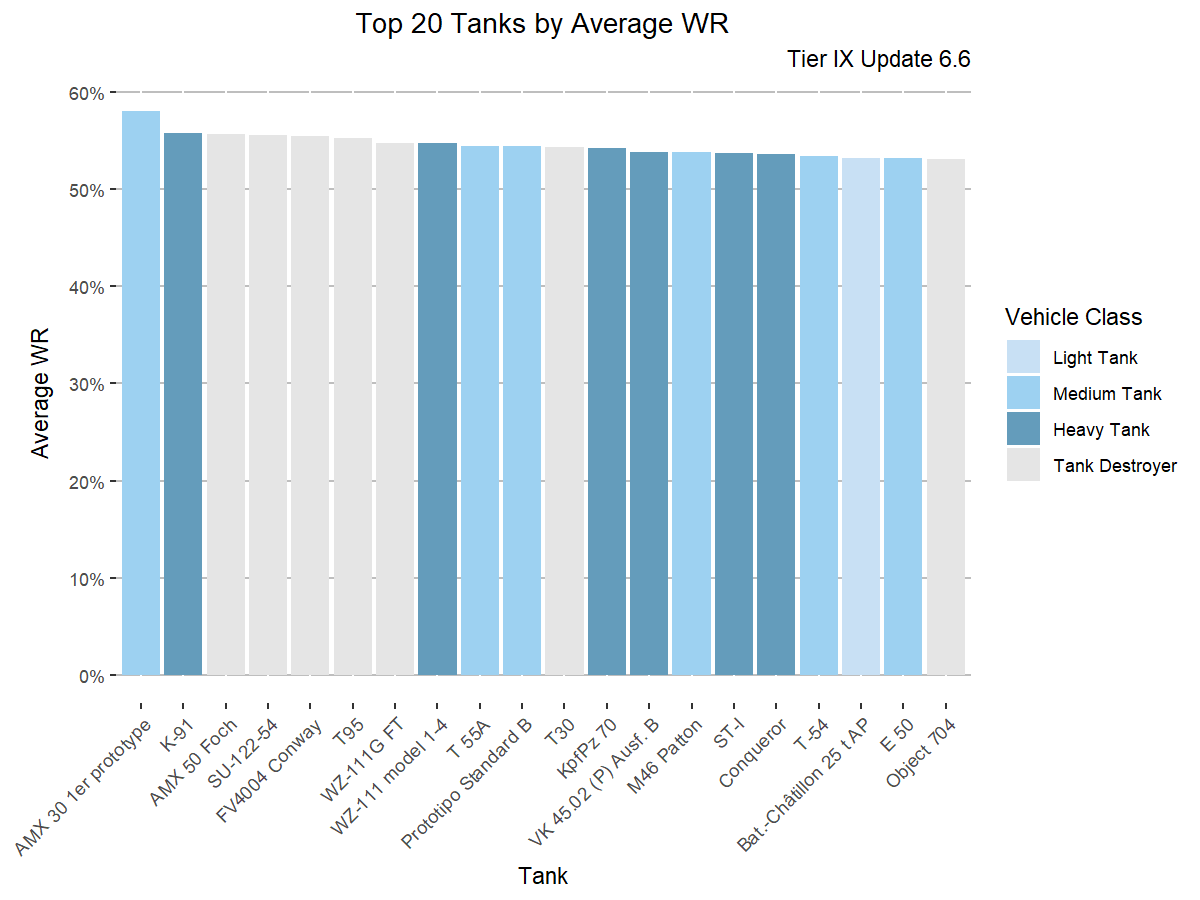 Top 20 Tanks by Average WR
Tier IX Update 6.6
60%
50%
40%
30%
20%
10%
0%
Average WR
AMX 30 1er prototype
K-91
AMX 50 Foch
SU-122-54
FV4004 Conway
T95
WZ-111G FT
WZ-111 model 1-4
T 55A
Prototipo Standard B
T30
KpfPz 70
VK 45.02 (P) Ausf. B
M46 Patton
ST-I
Conqueror
T-54
Bat.-Châtillon 25 t AP
E 50
Object 704
Tank
Vehicle Class
Light Tank
Medium Tank
Heavy Tank
Tank Destroyer